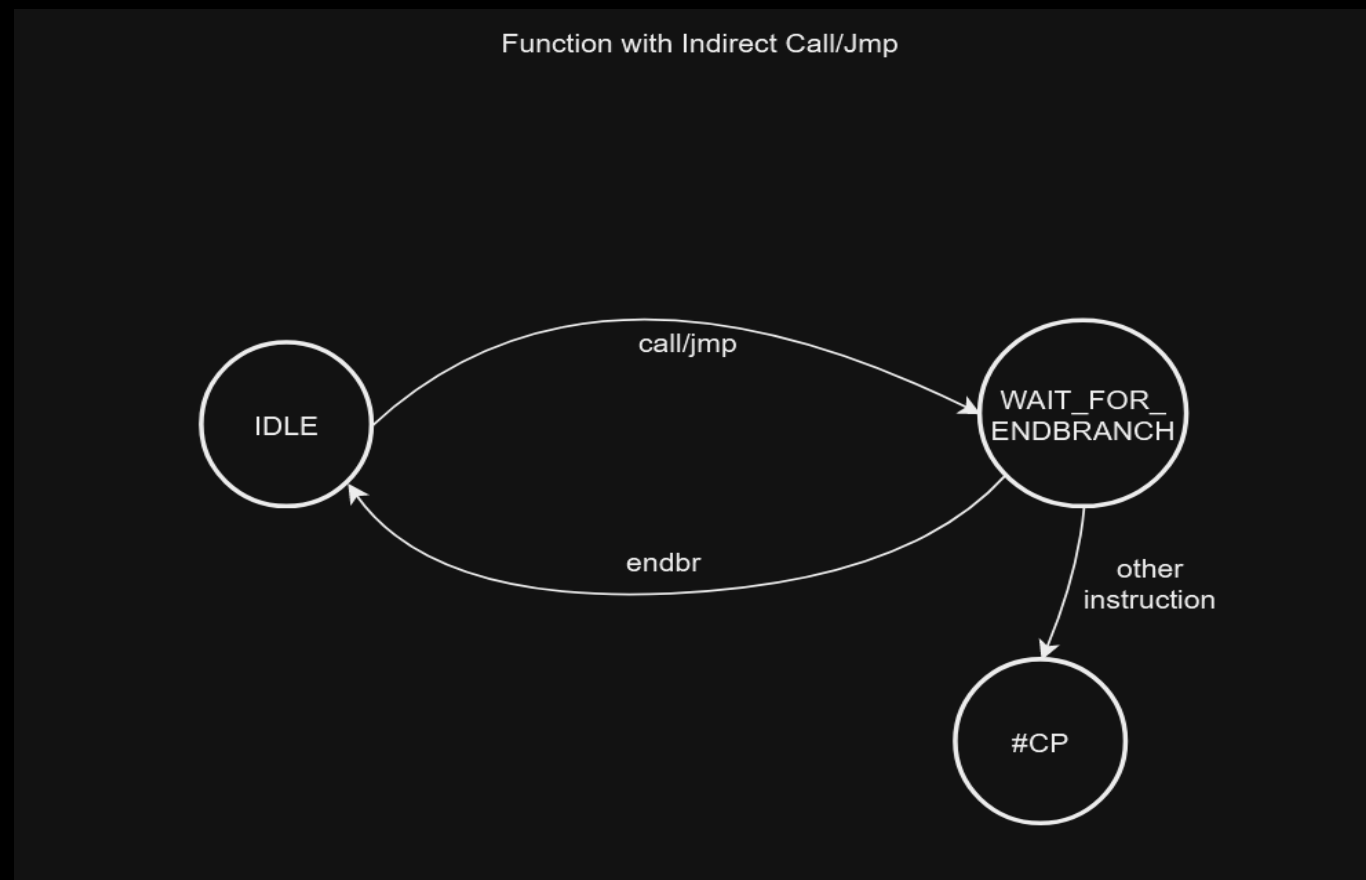 Function with Indirect Call/Jmp
call/jmp
IDLE
WAIT_FOR_
ENDBRANCH
endbr
other
instruction
#CP